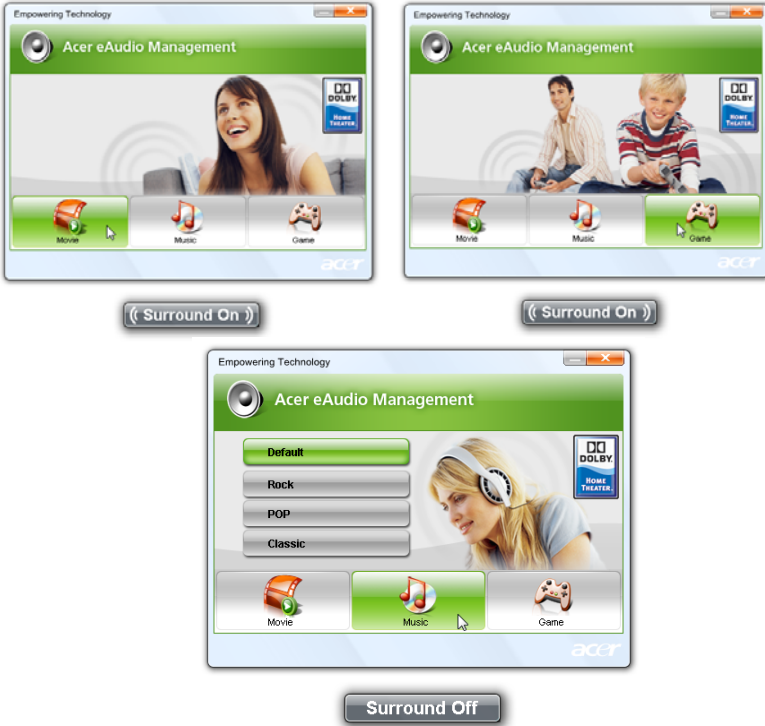 Empowering Technology
Acer eAudio Management
DOLBY
HOME
THEATER
Movie
Music
Game
acer
(( Surround On ))
Empowering Technology
Acer eAudio Management
DOLBY
HOME
THEATER
Movie
Music
Game
acer
(( Surround On ))
Empowering Technology
Acer eAudio Management
Default
Rock
POP
Classic
DOLBY
HOME
THEATER
Movie
Music
Game
acer
Surround Off